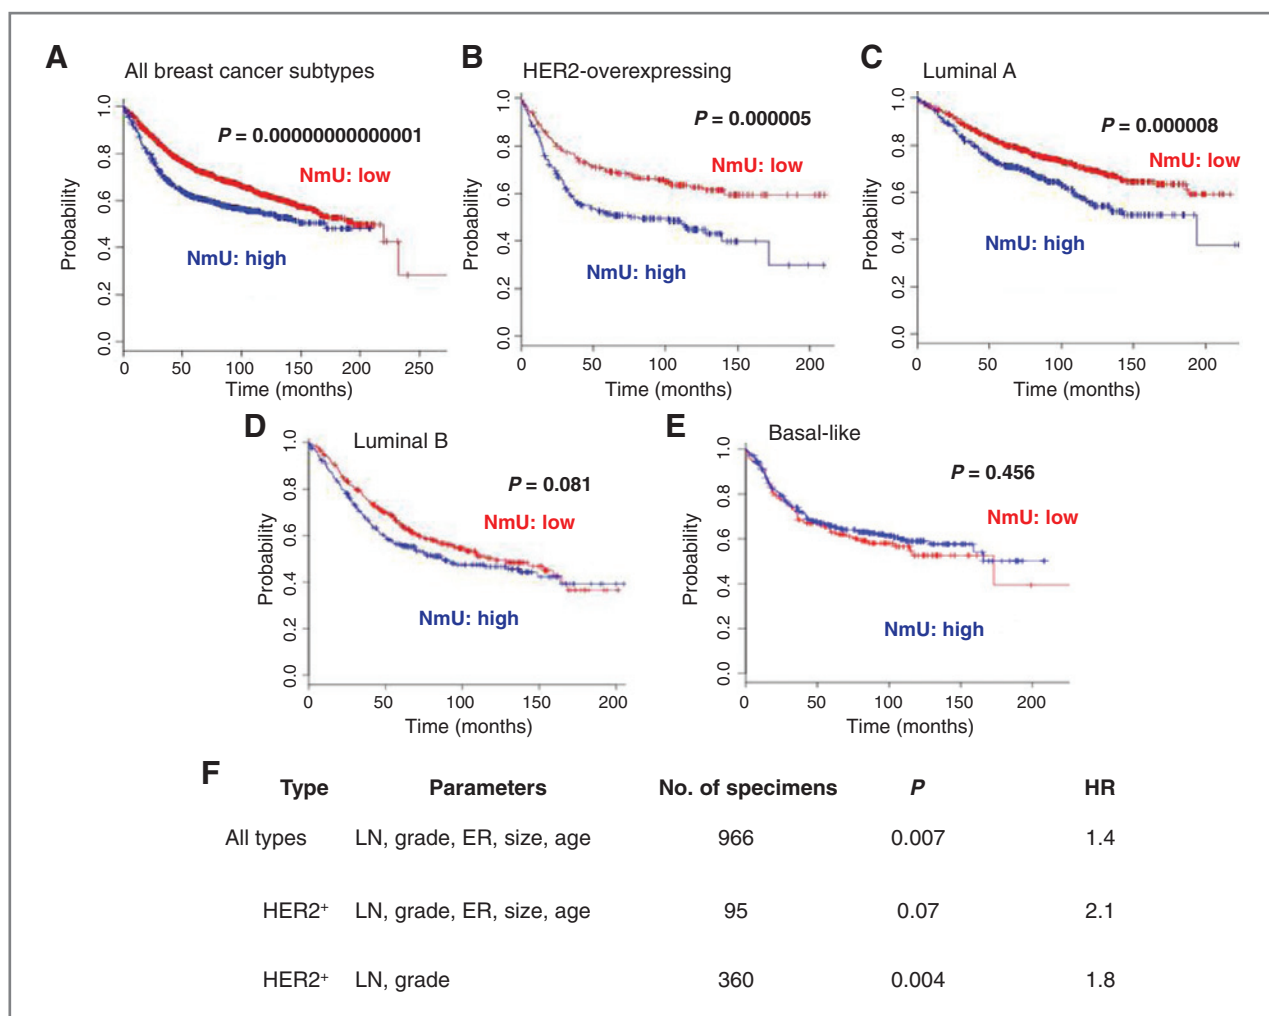 A
All breast cancer subtypes
P = 0.00000000000001
NmU: low
NmU: high
Probability
0.0 0.2 0.4 0.6 0.8 1.0
0 50 100 150 200 250
Time (months)
B
HER2-overexpressing
P = 0.000005
NmU: low
NmU: high
Probability
0.0 0.2 0.4 0.6 0.8 1.0
0 50 100 150 200
Time (months)
C
Luminal A
P = 0.000008
NmU: low
NmU: high
Probability
0.0 0.2 0.4 0.6 0.8 1.0
0 50 100 150 200
Time (months)
D
Luminal B
P = 0.081
NmU: low
NmU: high
Probability
0.0 0.2 0.4 0.6 0.8 1.0
0 50 100 150 200
Time (months)
E
Basal-like
P = 0.456
NmU: low
NmU: high
Probability
0.0 0.2 0.4 0.6 0.8 1.0
0 50 100 150 200
Time (months)
F
Type Parameters No. of specimens P HR
All types LN, grade, ER, size, age 966 0.007 1.4
HER2⁺ LN, grade, ER, size, age 95 0.07 2.1
HER2⁺ LN, grade 360 0.004 1.8